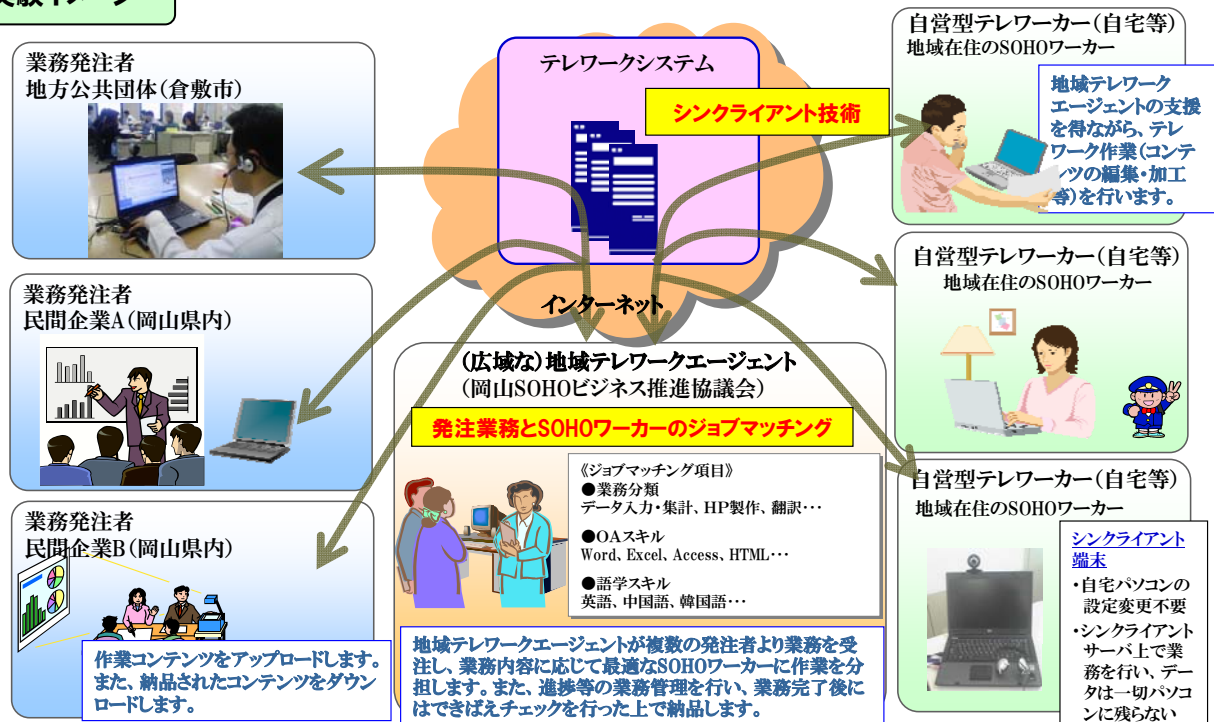 業務発注者
地方公共団体（倉敷市）
テレワークシステム
シンクライアント技術
インターネット
自営型テレワーカー（自宅等）
地域在住のSOHOワーカー
地域テレワーク
エージェントの支援
を得ながら、テレ
ワーク作業（コンテ
ンツの編集・加工
等）を行います。
業務発注者
民間企業A（岡山県内）
自営型テレワーカー（自宅等）
地域在住のSOHOワーカー
（広域な）地域テレワークエージェント
（岡山SOHOビジネス推進協議会）
発注業務とSOHOワーカーのジョブマッチング
《ジョブマッチング項目》
●業務分類
データ入力・集計、HP製作、翻訳･･･
●OAスキル
Word、Excel、Access、HTML･･･
●語学スキル
英語、中国語、韓国語･･･
地域テレワークエージェントが複数の発注者より業務を受
注し、業務内容に応じて最適なSOHOワーカーに作業を分
担します。また、進捗等の業務管理を行い、業務完了後に
はできばえチェックを行った上で納品します。
業務発注者
民間企業B（岡山県内）
作業コンテンツをアップロードします。
また、納品されたコンテンツをダウン
ロードします。
自営型テレワーカー（自宅等）
地域在住のSOHOワーカー
シンクライアント
端末
・自宅パソコンの
設定変更不要
・シンクライアント
サーバ上で業
務を行い、デー
タは一切パソコ
ンに残らない